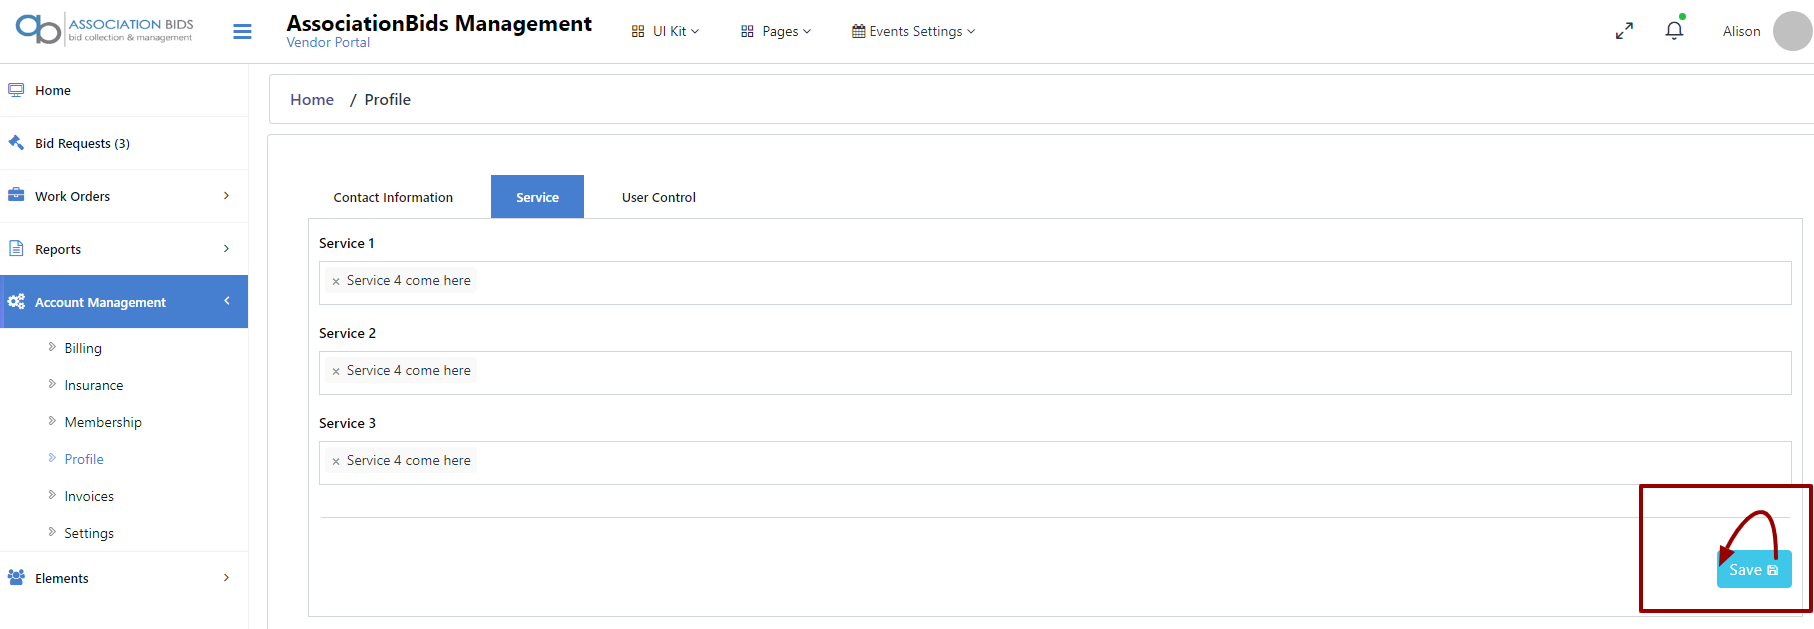 ASSOCIATION BIDS
bid collection & management
AssociationBids Management
Vendor Portal
UI Kit
Pages
Events Settings
Alison
Home
Bid Requests (3)
Work Orders
Reports
Account Management
Billing
Insurance
Membership
Profile
Invoices
Settings
Elements
Home / Profile
Contact Information
Service
User Control
Service 1
× Service 4 come here
Service 2
× Service 4 come here
Service 3
× Service 4 come here
Save